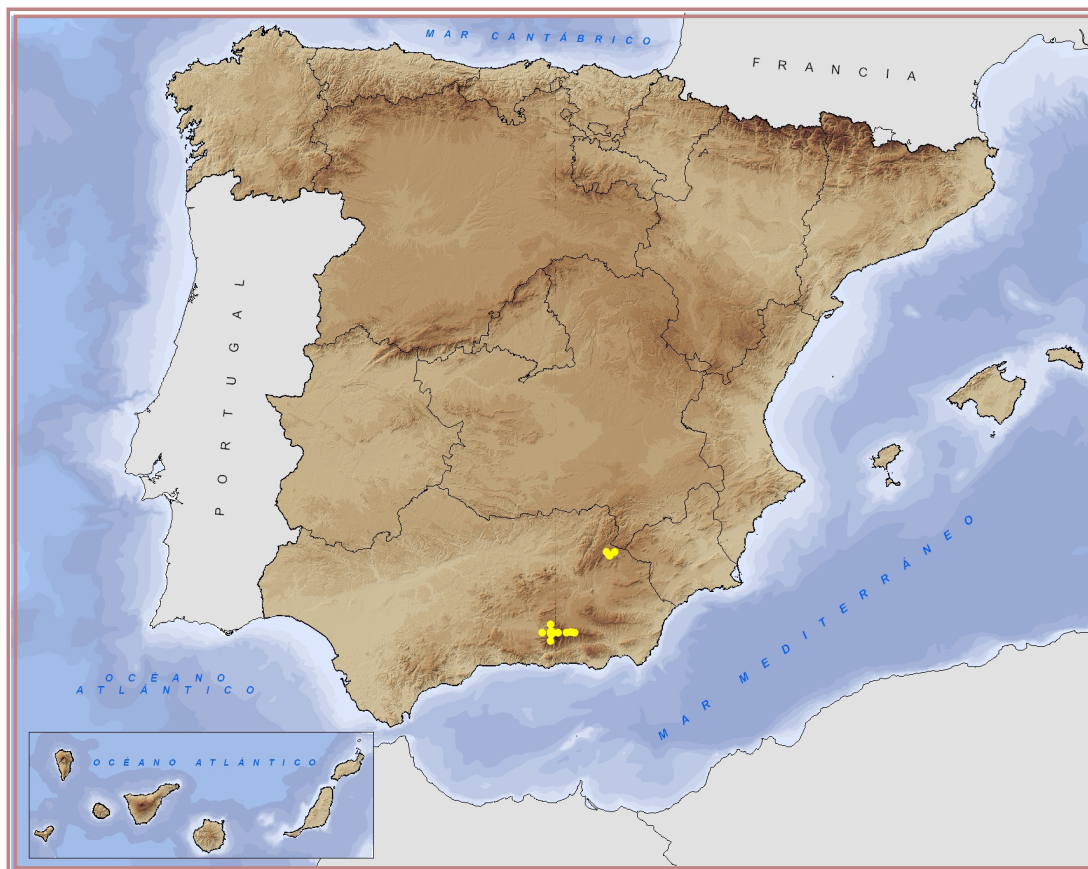 MAR CANTÁBRICO
FRANCIA
PORTUGAL
MAR MEDITERRÁNEO
OCÉANO
ATLÁNTICO
OCÉANO ATLÁNTICO